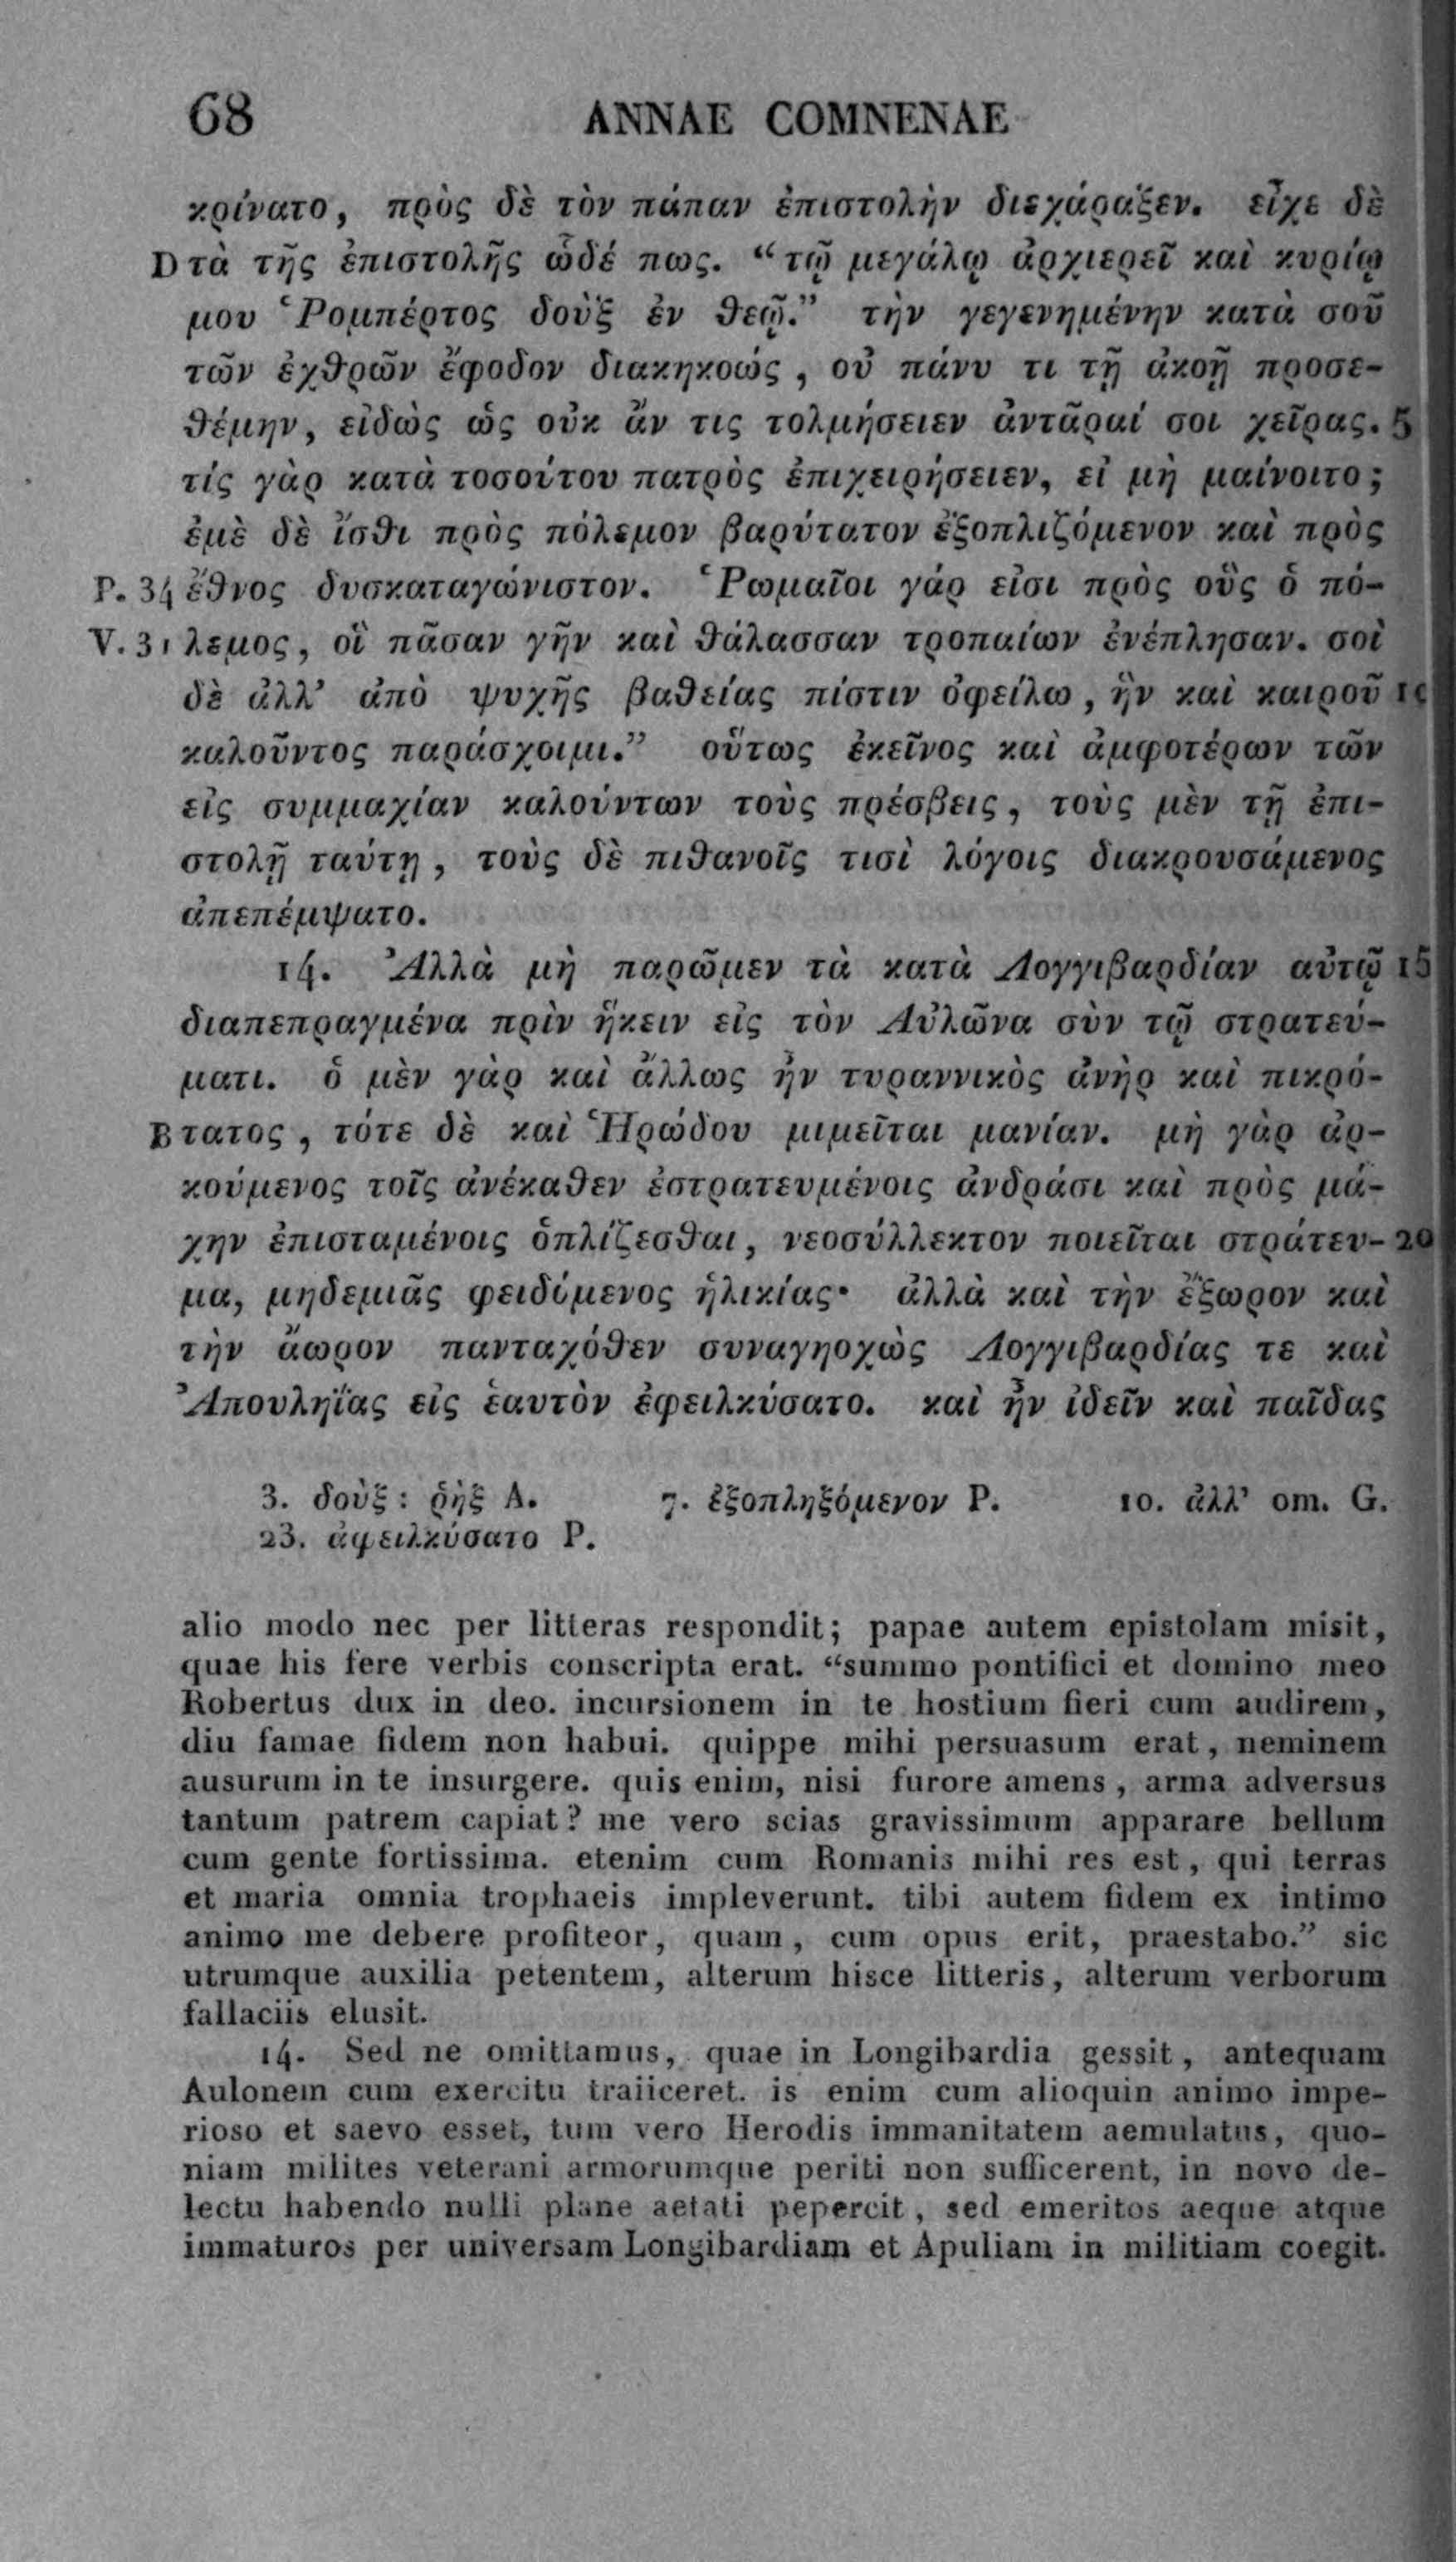 68 ANNAE COMNENAE
κρίνατο, πρὸς δὲ τὸν πάπαν ἐπιστολὴν διεχάραξεν. εἶχε δὲ
D τὰ τῆς ἐπιστολῆς ὧδέ πως. “τῷ μεγάλῳ ἀρχιερεῖ καὶ κυρίῳ
μου Ῥομπέρτος δοὺξ ἐν θεῷ.” τὴν γεγενημένην κατὰ σοῦ
τῶν ἐχθρῶν ἔφοδον διακηκοώς, οὐ πάνυ τι τῇ ἀκοῇ προσε-
θέμην, εἰδὼς ὡς οὐκ ἄν τις τολμήσειεν ἀντᾶραί σοι χεῖρας. 5
τίς γὰρ κατὰ τοσούτου πατρὸς ἐπιχειρήσειεν, εἰ μὴ μαίνοιτο;
ἐμὲ δὲ ἴσθι πρὸς πόλεμον βαρύτατον ἐξοπλιζόμενον καὶ πρὸς
P. 34 ἔθνος δυσκαταγώνιστον. Ῥωμαῖοι γάρ εἰσι πρὸς οὓς ὁ πό-
V. 31 λεμος, οἳ πᾶσαν γῆν καὶ θάλασσαν τροπαίων ἐνέπλησαν. σοὶ
δὲ ἀλλ’ ἀπὸ ψυχῆς βαθείας πίστιν ὀφείλω, ἣν καὶ καιροῦ 10
καλοῦντος παράσχοιμι.” οὕτως ἐκεῖνος καὶ ἀμφοτέρων τῶν
εἰς συμμαχίαν καλούντων τοὺς πρέσβεις, τοὺς μὲν τῇ ἐπι-
στολῇ ταύτῃ, τοὺς δὲ πιθανοῖς τισὶ λόγοις διακρουσάμενος
ἀπεπέμψατο.
14. Ἀλλὰ μὴ παρῶμεν τὰ κατὰ Λογγιβαρδίαν αὐτῷ 15
διαπεπραγμένα πρὶν ἥκειν εἰς τὸν Αὐλῶνα σὺν τῷ στρατεύ-
ματι. ὁ μὲν γὰρ καὶ ἄλλως ἦν τυραννικὸς ἀνὴρ καὶ πικρό-
B τατος, τότε δὲ καὶ Ἡρώδου μιμεῖται μανίαν. μὴ γὰρ ἀρ-
κούμενος τοῖς ἀνέκαθεν ἐστρατευμένοις ἀνδράσι καὶ πρὸς μά-
χην ἐπισταμένοις ὁπλίζεσθαι, νεοσύλλεκτον ποιεῖται στράτευ- 20
μα, μηδεμιᾶς φειδόμενος ἡλικίας· ἀλλὰ καὶ τὴν ἔξωρον καὶ
τὴν ἄωρον πανταχόθεν συναγηοχὼς Λογγιβαρδίας τε καὶ
Ἀπουληΐας εἰς ἑαυτὸν ἐφειλκύσατο. καὶ ἦν ἰδεῖν καὶ παῖδας
3. δοὺξ: ῥὴξ A. 7. ἐξοπληξόμενον P. 10. ἀλλ’ om. G.
23. ἀφειλκύσατο P.
alio modo nec per litteras respondit; papae autem epistolam misit,
quae his fere verbis conscripta erat. “summo pontifici et domino meo
Robertus dux in deo. incursionem in te hostium fieri cum audirem,
diu famae fidem non habui. quippe mihi persuasum erat, neminem
ausurum in te insurgere. quis enim, nisi furore amens, arma adversus
tantum patrem capiat? me vero scias gravissimum apparare bellum
cum gente fortissima. etenim cum Romanis mihi res est, qui terras
et maria omnia trophaeis impleverunt. tibi autem fidem ex intimo
animo me debere profiteor, quam, cum opus erit, praestabo.” sic
utrumque auxilia petentem, alterum hisce litteris, alterum verborum
fallaciis elusit.
14. Sed ne omittamus, quae in Longibardia gessit, antequam
Aulonem cum exercitu traiiceret. is enim cum alioquin animo impe-
rioso et saevo esset, tum vero Herodis immanitatem aemulatus, quo-
niam milites veterani armorumque periti non sufficerent, in novo de-
lectu habendo nulli plane aetati pepercit, sed emeritos aeque atque
immaturos per universam Longibardiam et Apuliam in militiam coegit.